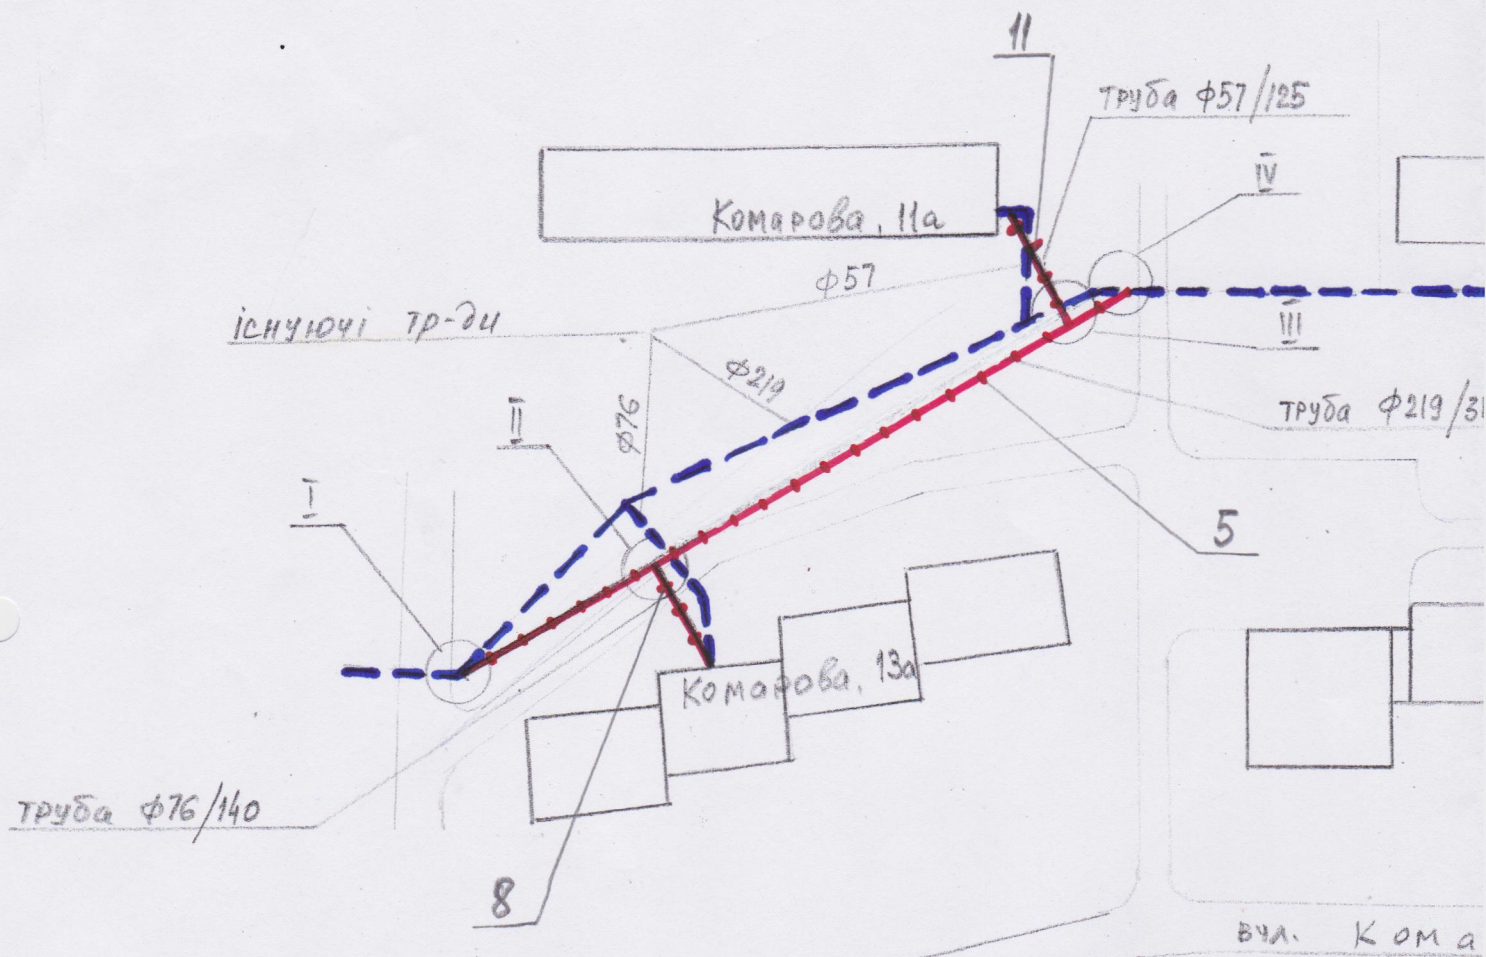 11
труба ф57/125
IV
Комарова, 11а
ф57
існуючі тр-ди
III
ф219
ф76
II
труба ф219/31
I
5
Комарова, 13а
труба ф76/140
8
вул. Кома